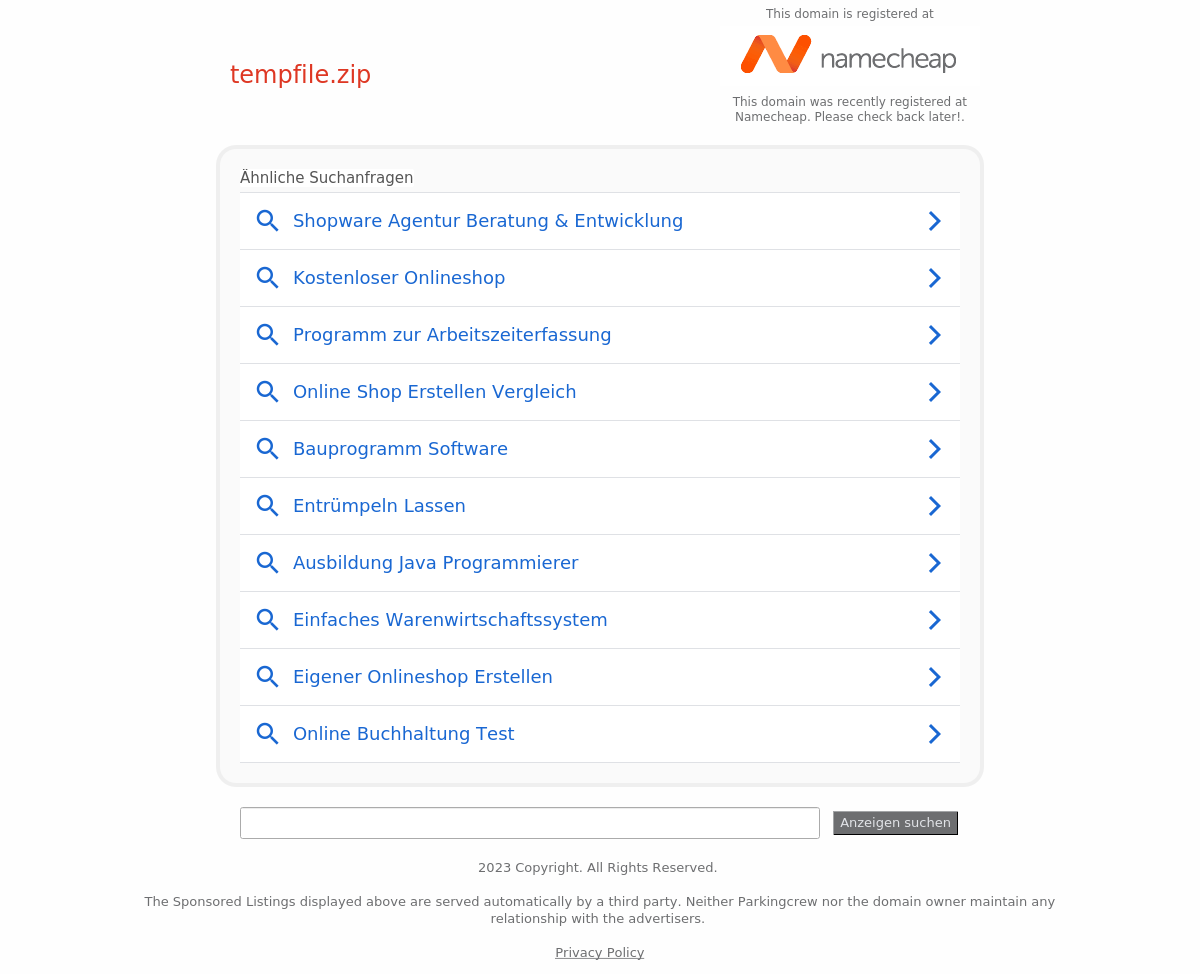 This domain is registered at
namecheap
tempfile.zip
This domain was recently registered at
Namecheap. Please check back later!.
Ähnliche Suchanfragen
Shopware Agentur Beratung & Entwicklung
Kostenloser Onlineshop
Programm zur Arbeitszeiterfassung
Online Shop Erstellen Vergleich
Bauprogramm Software
Entrümpeln Lassen
Ausbildung Java Programmierer
Einfaches Warenwirtschaftssystem
Eigener Onlineshop Erstellen
Online Buchhaltung Test
Anzeigen suchen
2023 Copyright. All Rights Reserved.
The Sponsored Listings displayed above are served automatically by a third party. Neither Parkingcrew nor the domain owner maintain any
relationship with the advertisers.
Privacy Policy